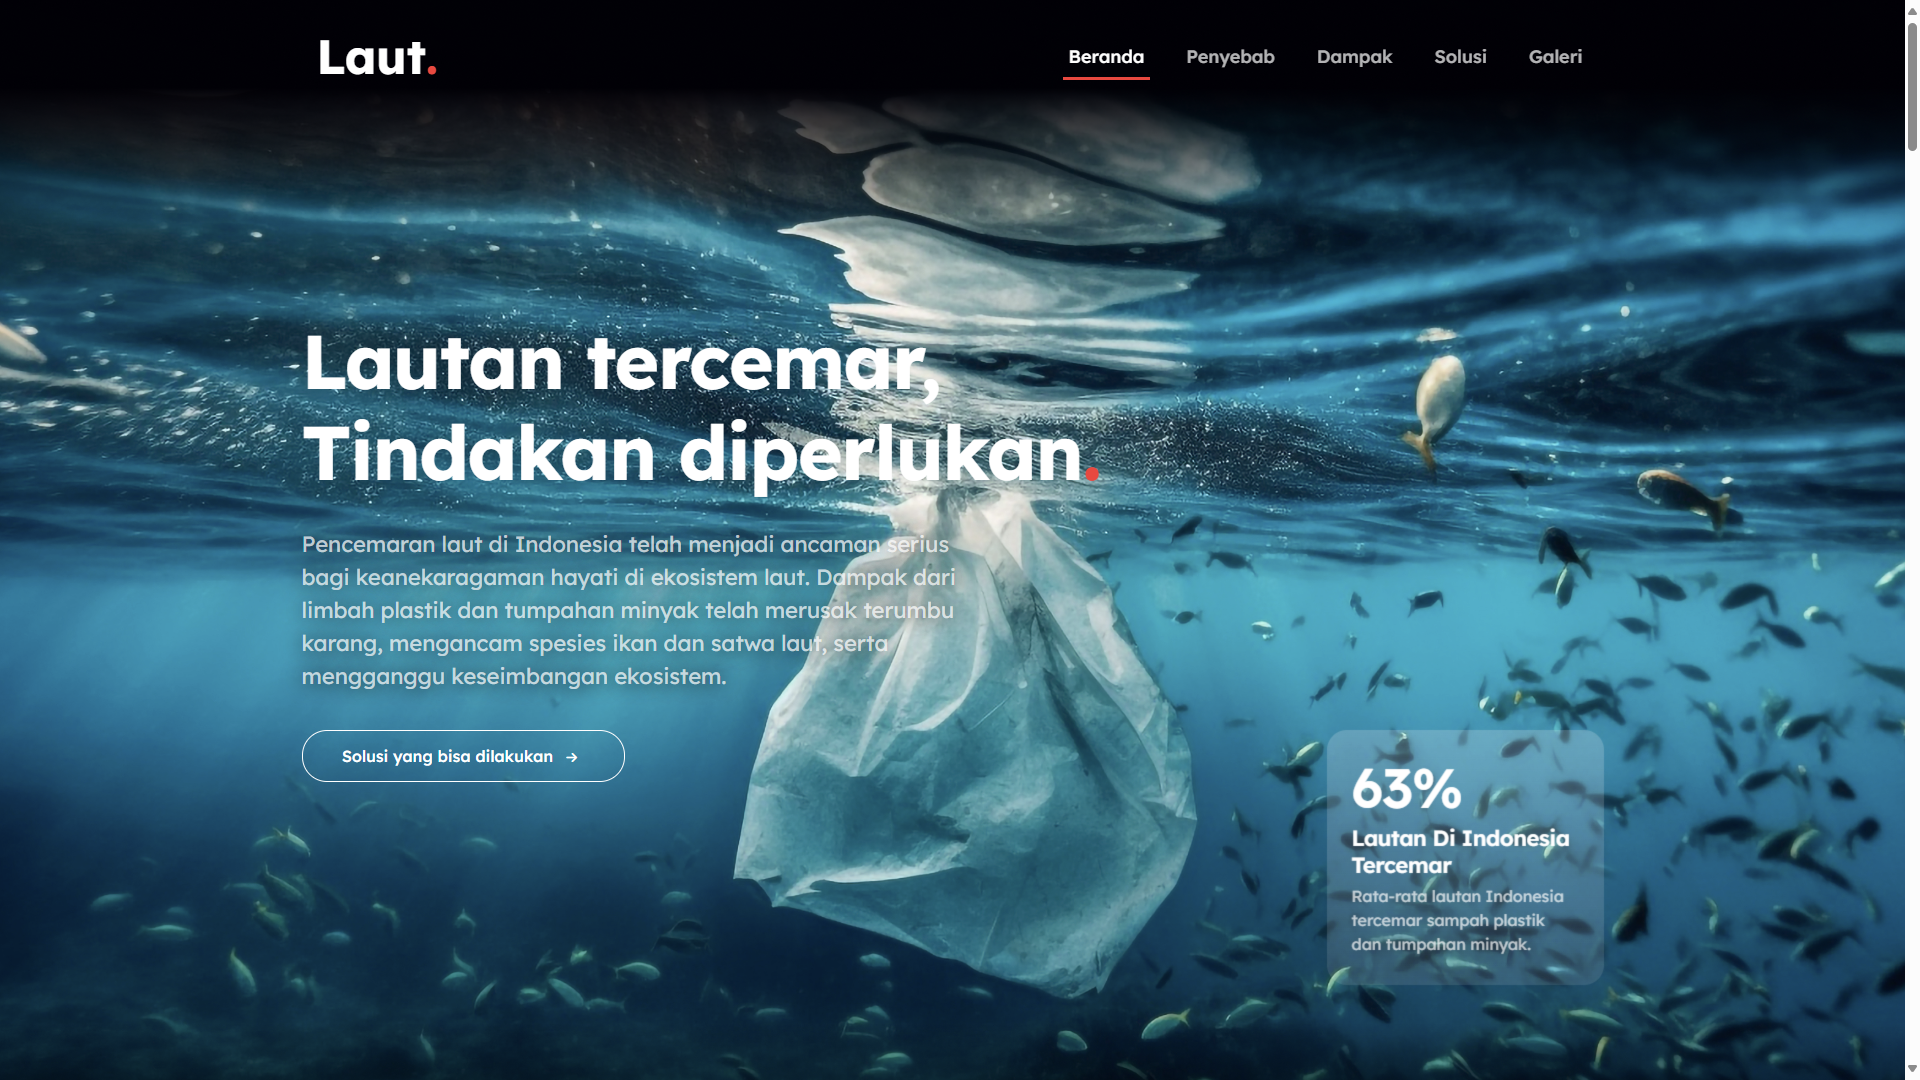 Laut.
Beranda Penyebab Dampak Solusi Galeri
Lautan tercemar,
Tindakan diperlukan.
Pencemaran laut di Indonesia telah menjadi ancaman serius
bagi keanekaragaman hayati di ekosistem laut. Dampak dari
limbah plastik dan tumpahan minyak telah merusak terumbu
karang, mengancam spesies ikan dan satwa laut, serta
mengganggu keseimbangan ekosistem.
Solusi yang bisa dilakukan →
63%
Lautan Di Indonesia
Tercemar
Rata-rata lautan Indonesia
tercemar sampah plastik
dan tumpahan minyak.